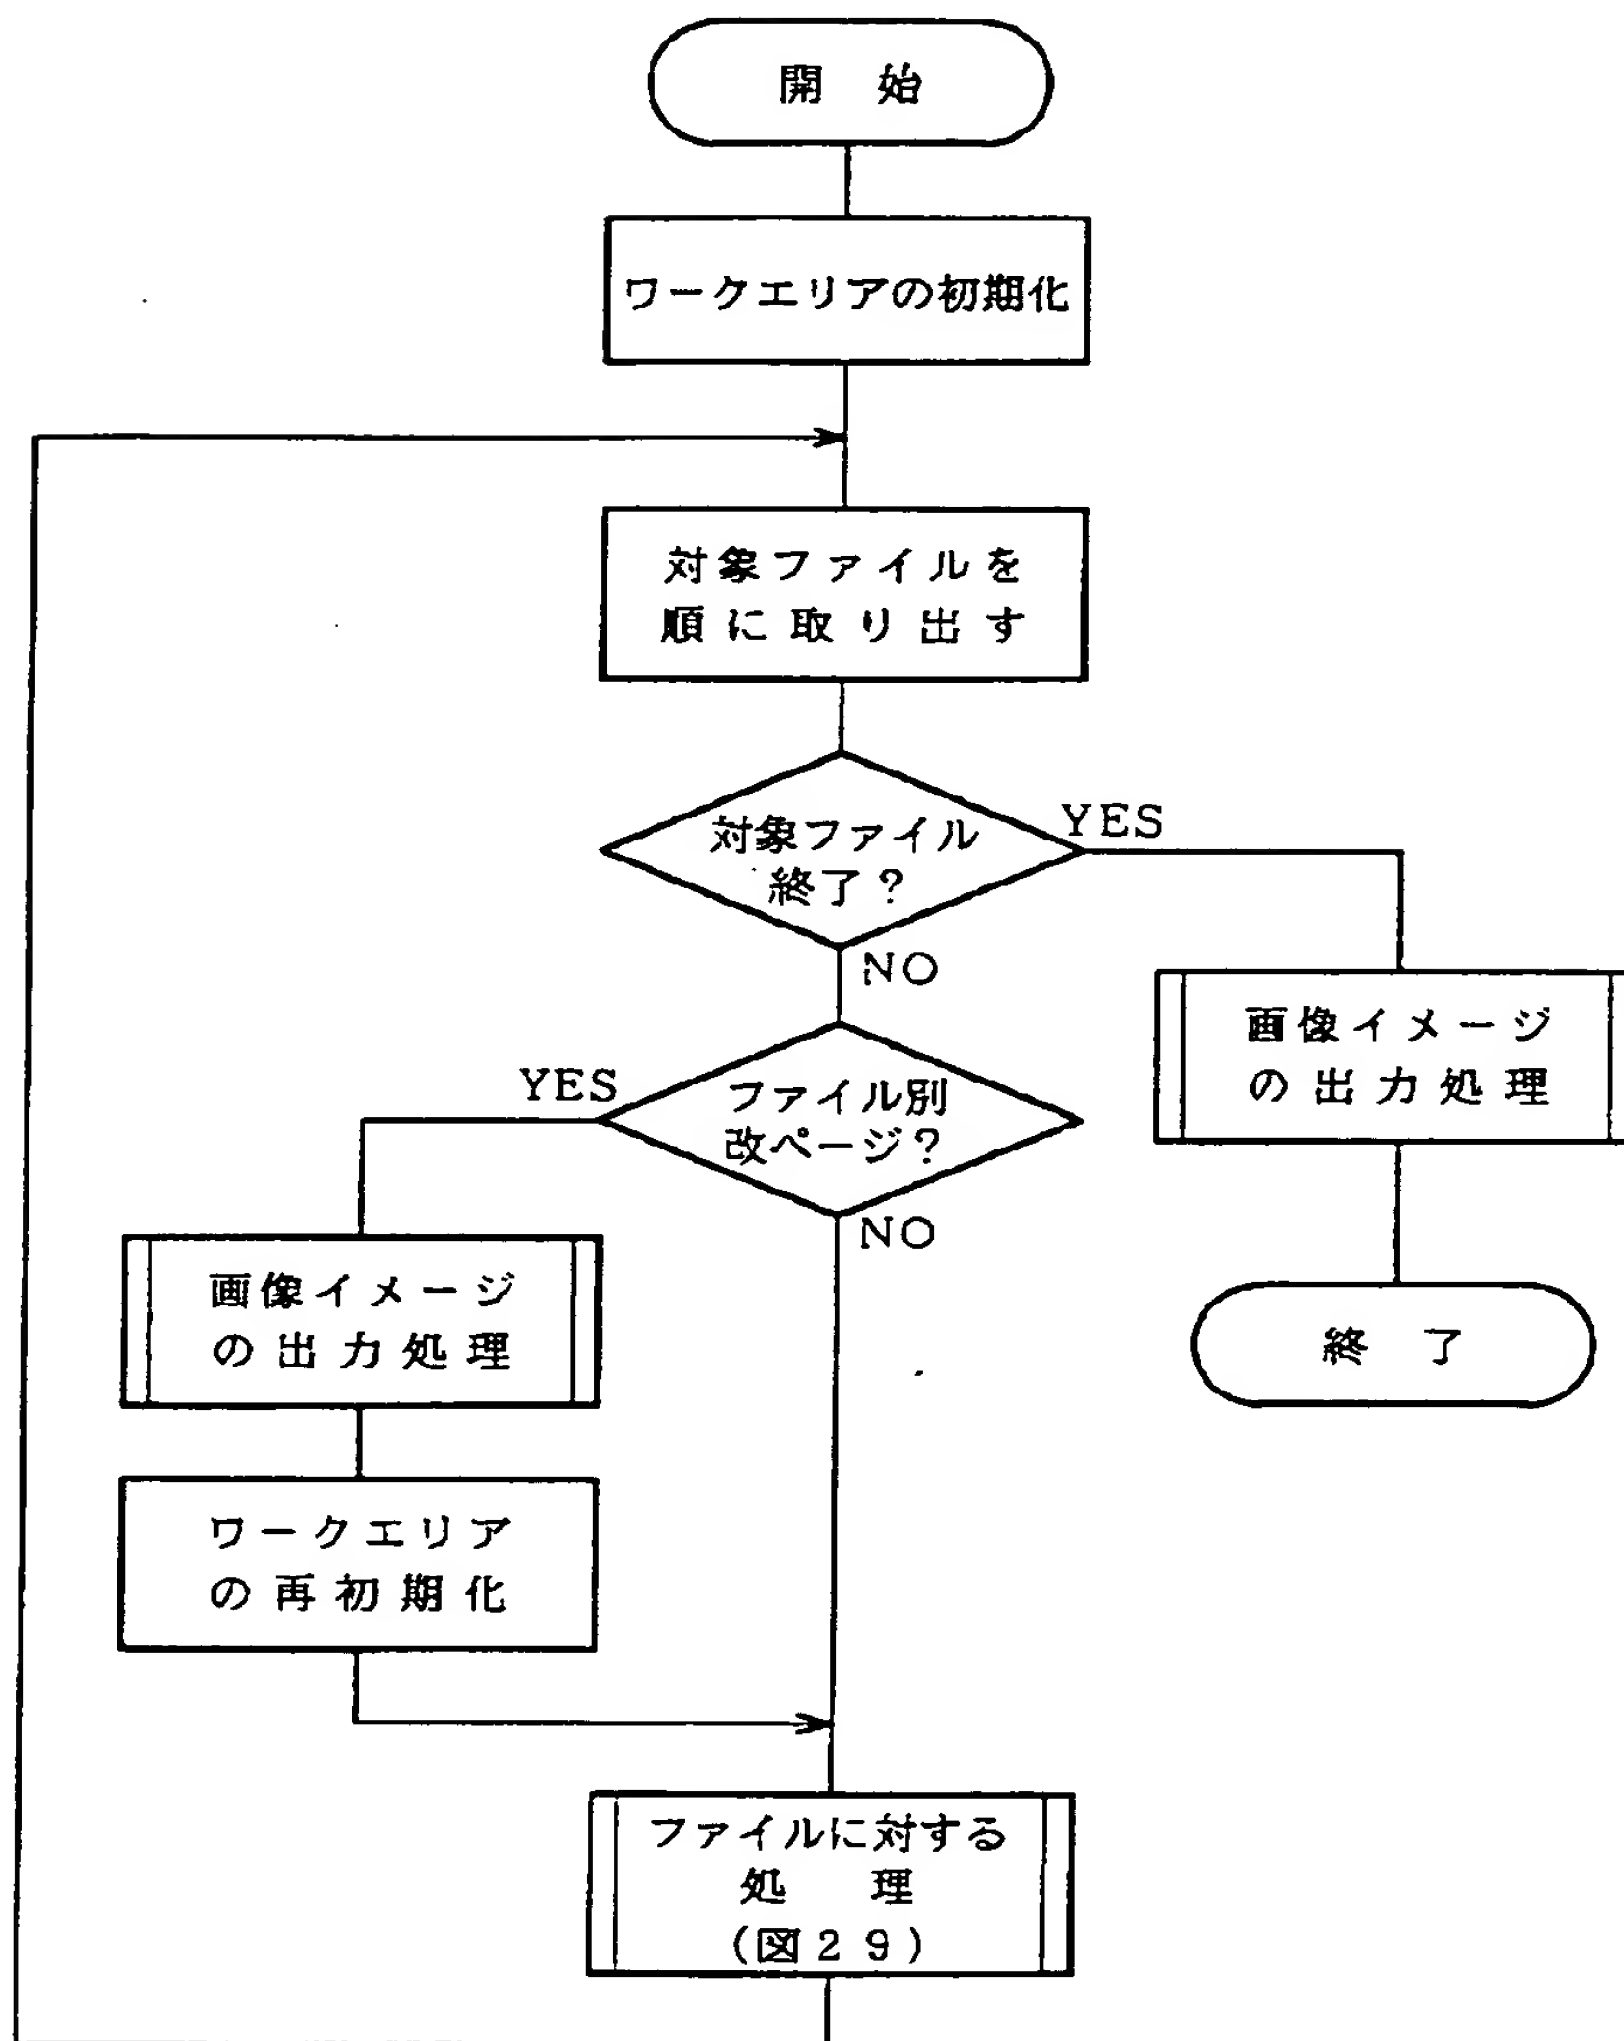 開始
ワークエリアの初期化
対象ファイルを
順に取り出す
対象ファイル
終了?
YES
NO
画像イメージ
の出力処理
終了
ファイル別
改ページ?
YES
NO
画像イメージ
の出力処理
ワークエリア
の再初期化
ファイルに対する
処理
(図29)